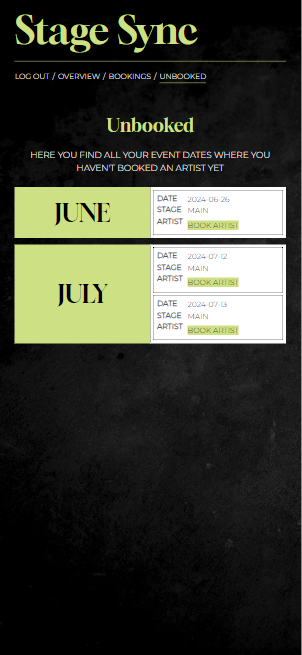 Stage Sync
LOG OUT / OVERVIEW / BOOKINGS / UNBOOKED
Unbooked
HERE YOU FIND ALL YOUR EVENT DATES WHERE YOU
HAVEN'T BOOKED AN ARTIST YET
JUNE
DATE 2024-06-26
STAGE MAIN
ARTIST BOOK ARTIST
JULY
DATE 2024-07-12
STAGE MAIN
ARTIST BOOK ARTIST
DATE 2024-07-13
STAGE MAIN
ARTIST BOOK ARTIST